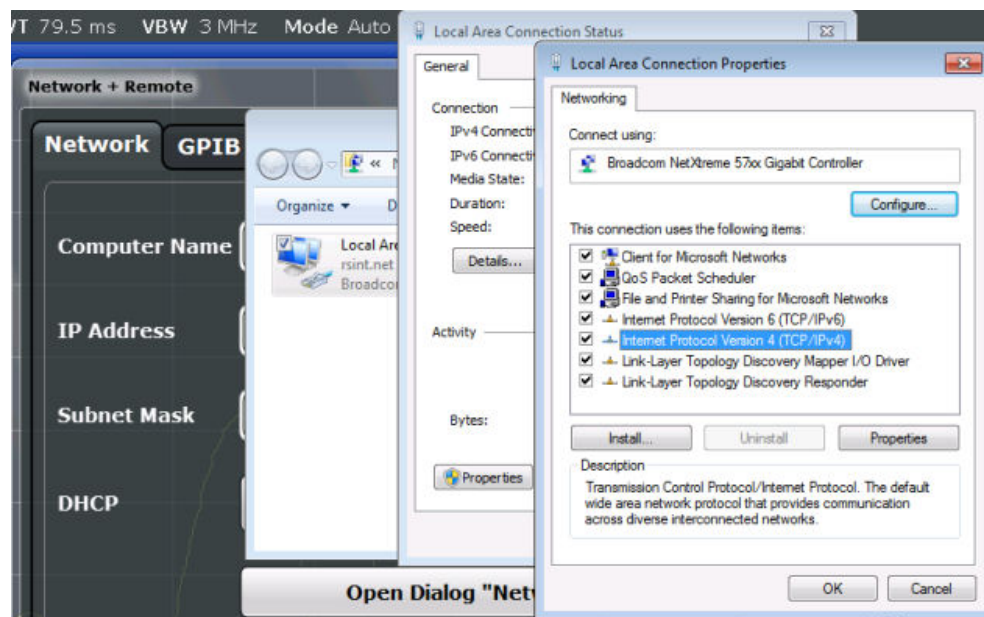 79.5 ms VBW 3 MHz Mode Auto
Network + Remote
Network GPIB
Computer Name
IP Address
Subnet Mask
DHCP
Open Dialog
Organize
Local
rsint.net
Local Area Connection Status
General
Connection
IPv4
IPv6
Media State:
Duration:
Speed:
Details...
Activity
Bytes:
Properties
Local Area Connection Properties
Networking
Connect using:
Broadcom NetXtreme 57xx Gigabit Controller
Configure...
This connection uses the following items:
Client for Microsoft Networks
QoS Packet Scheduler
File and Printer Sharing for Microsoft Networks
Internet Protocol Version 6 (TCP/IPv6)
Internet Protocol Version 4 (TCP/IPv4)
Link-Layer Topology Discovery Mapper I/O Driver
Link-Layer Topology Discovery Responder
Install... Uninstall Properties
Description
Transmission Control Protocol/Internet Protocol. The default
wide area network protocol that provides communication
across diverse interconnected networks.
OK Cancel